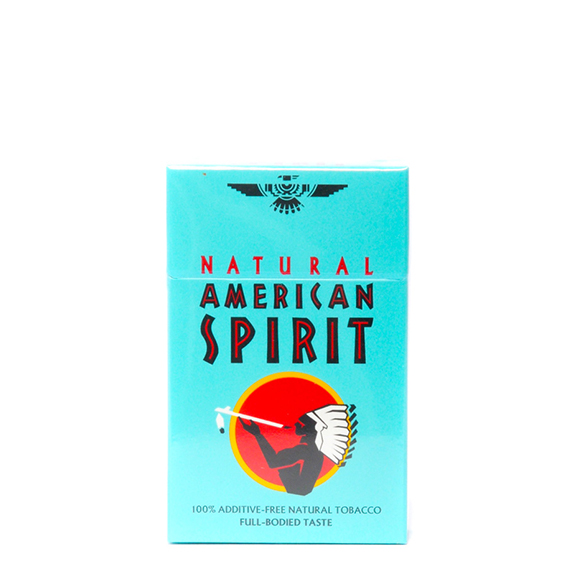 NATURAL
AMERICAN
SPIRIT
100% ADDITIVE-FREE NATURAL TOBACCO
FULL-BODIED TASTE